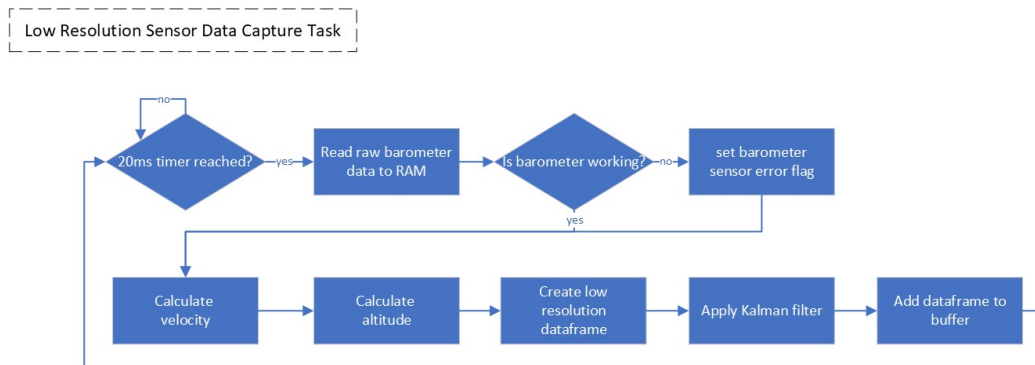 Low Resolution Sensor Data Capture Task
no
20ms timer reached?
yes
Read raw barometer
data to RAM
Is barometer working?
no
set barometer
sensor error flag
yes
Calculate
velocity
Calculate
altitude
Create low
resolution
dataframe
Apply Kalman filter
Add dataframe to
buffer